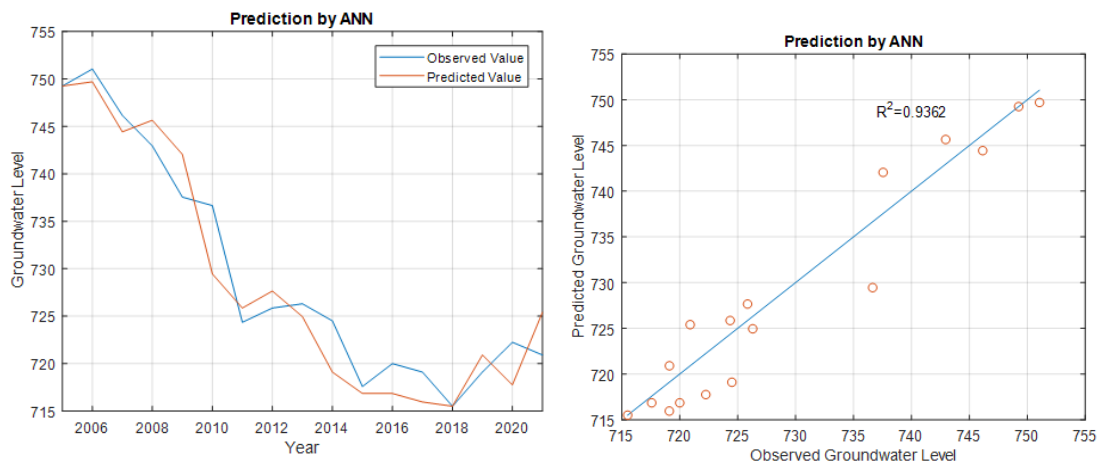 Prediction by ANN
755
750
745
740
735
730
725
720
715
Groundwater Level
Observed Value
Predicted Value
2006 2008 2010 2012 2014 2016 2018 2020
Year
Prediction by ANN
755
750
745
740
735
730
725
720
715
Predicted Groundwater Level
R²=0.9362
715 720 725 730 735 740 745 750 755
Observed Groundwater Level